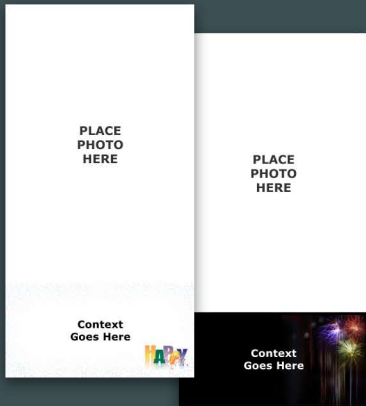 PLACE
PHOTO
HERE
Context
Goes Here
HAPPY
PLACE
PHOTO
HERE
Context
Goes Here